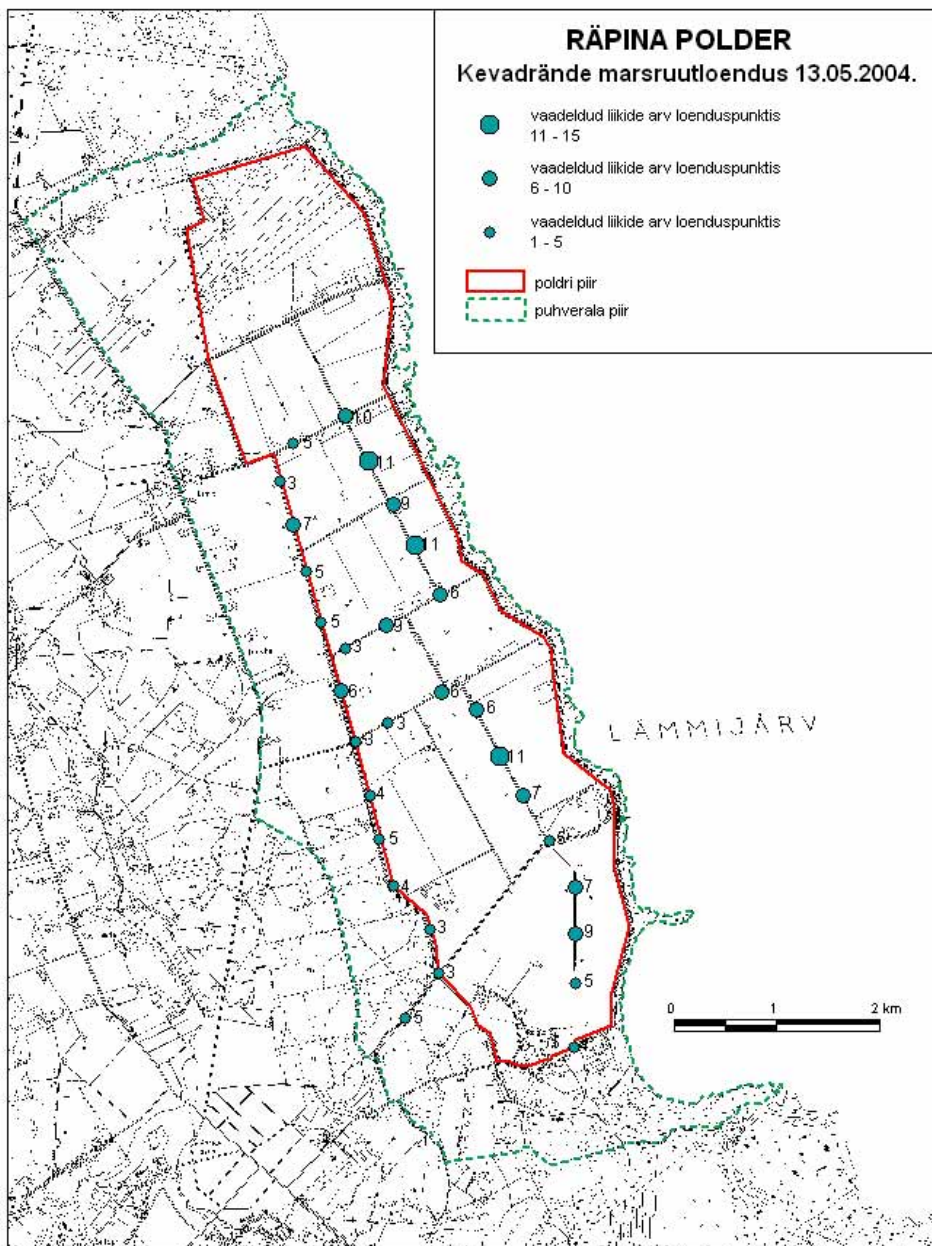 RÄPINA POLDER
Kevadrände marsruutloendus 13.05.2004.
vaadeldud liikide arv loenduspunktis
11 - 15
vaadeldud liikide arv loenduspunktis
6 - 10
vaadeldud liikide arv loenduspunktis
1 - 5
poldri piir
puhverala piir
10
5
11
3
9
7
11
5
6
5
9
3
6
6
6
3
3
11
7
4
5
4
7
3
9
3
5
LÄMMIJÄRV
0 1 2 km